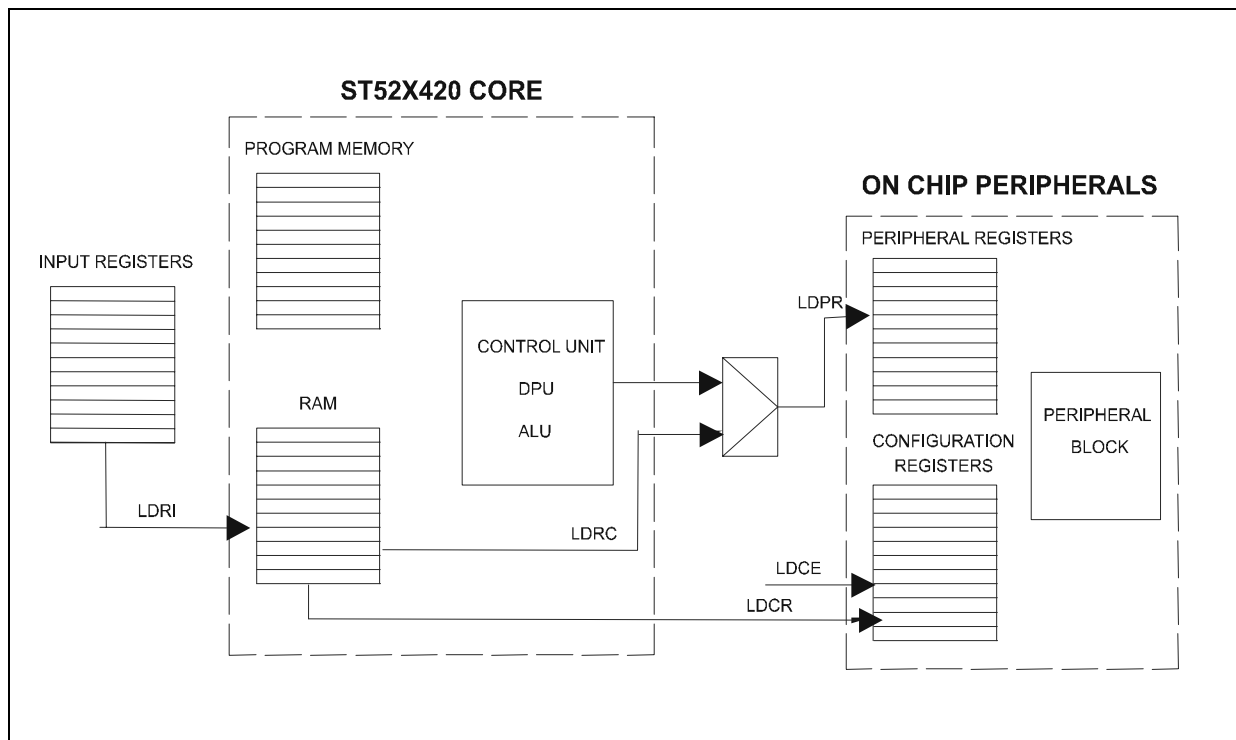 ST52X420 CORE
PROGRAM MEMORY
ON CHIP PERIPHERALS
PERIPHERAL REGISTERS
INPUT REGISTERS
LDPR
CONTROL UNIT
DPU
ALU
RAM
PERIPHERAL
BLOCK
CONFIGURATION
REGISTERS
LDRI
LDRC
LDCE
LDCR